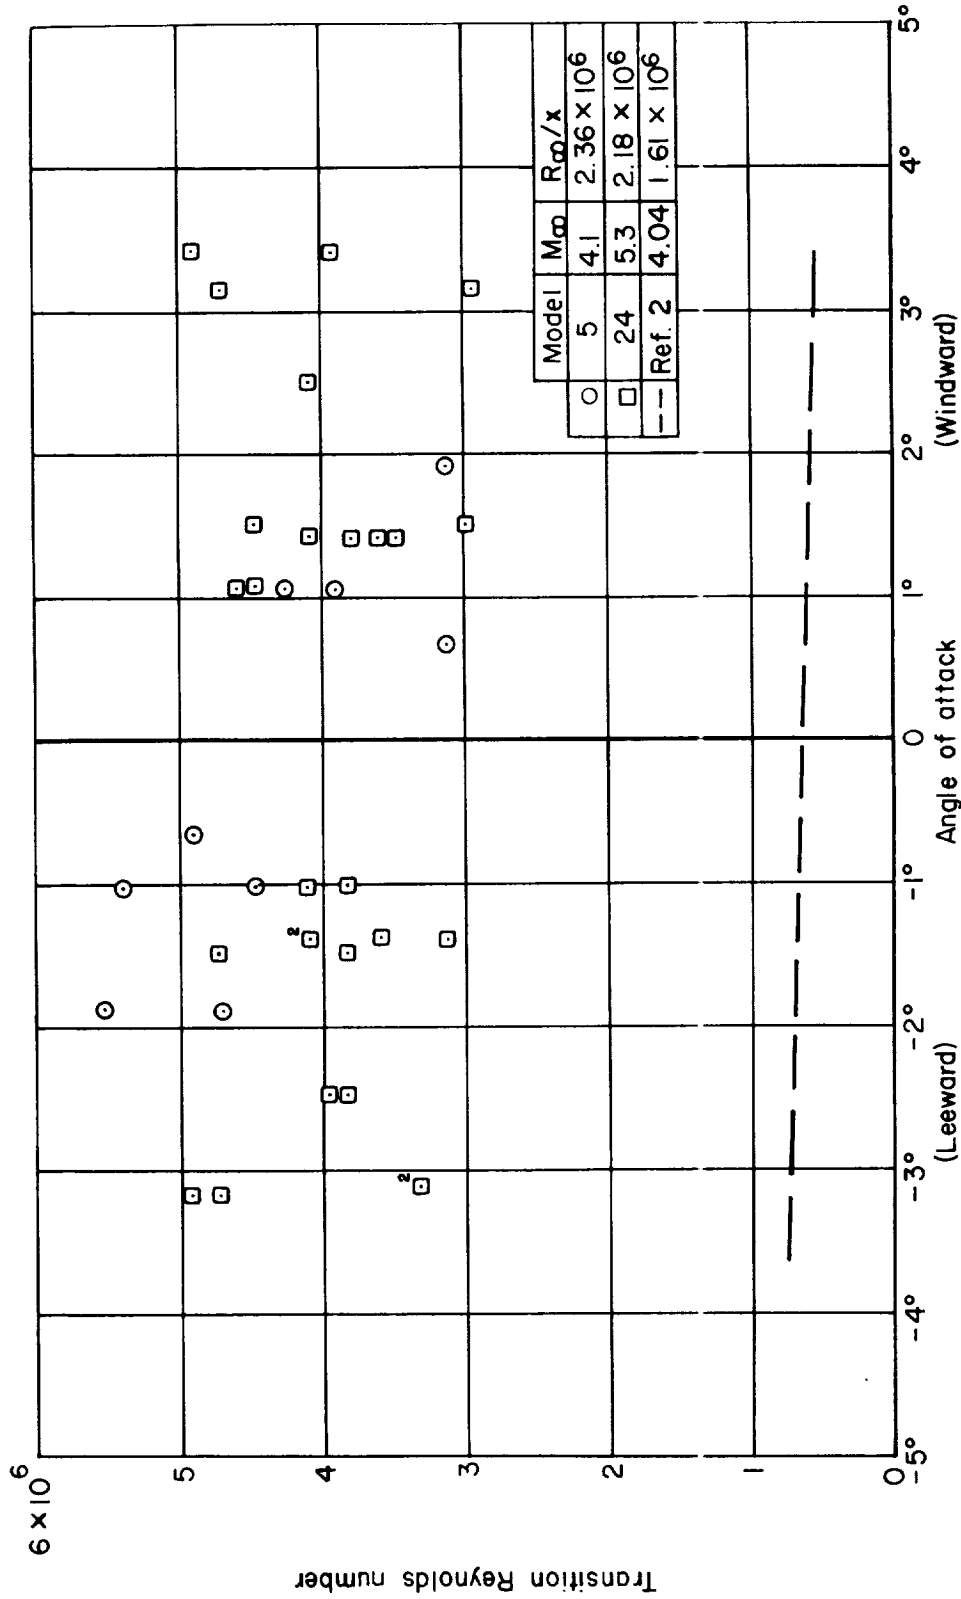 6 × 10⁶
5
4
3
2
1
0
Transition Reynolds number
2
2
Model M∞ R∞/x
○ 5 4.1 2.36 × 10⁶
□ 24 5.3 2.18 × 10⁶
-- Ref. 2 4.04 1.61 × 10⁶
-5° -4° -3° -2° -1° 0 1° 2° 3° 4° 5°
(Leeward) Angle of attack (Windward)